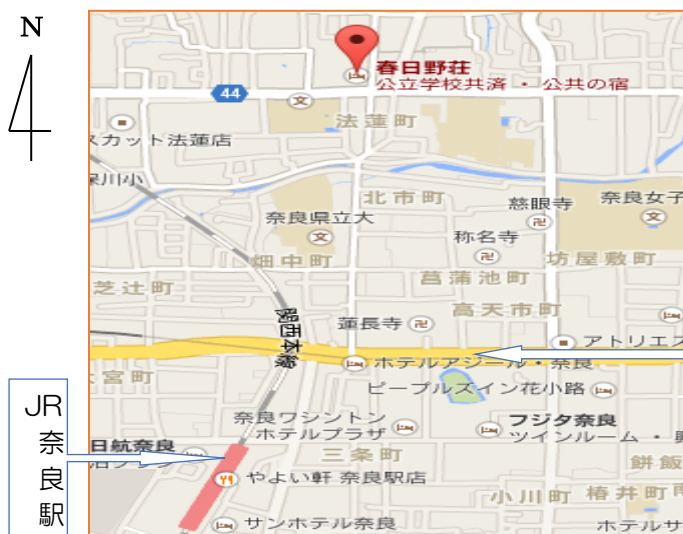 N
春日野荘
公立学校共済・公共の宿
44
法蓮町
スカット法蓮店
北市町
慈眼寺
奈良女子
奈良県立大
称名寺
畑中町
坊屋敷町
菖蒲池町
芝辻町
高天市町
関西本線
蓮長寺
アトリエス
ホテルアジール・奈良
大宮町
ピープルズイン花小路
JR
奈
良
駅
奈良ワシントン
ホテルプラザ
フジタ奈良
ツインルーム・
日航奈良
三条町
餅飯
やよい軒 奈良駅店
小川町
椿井町
サンホテル奈良
ホテルサ